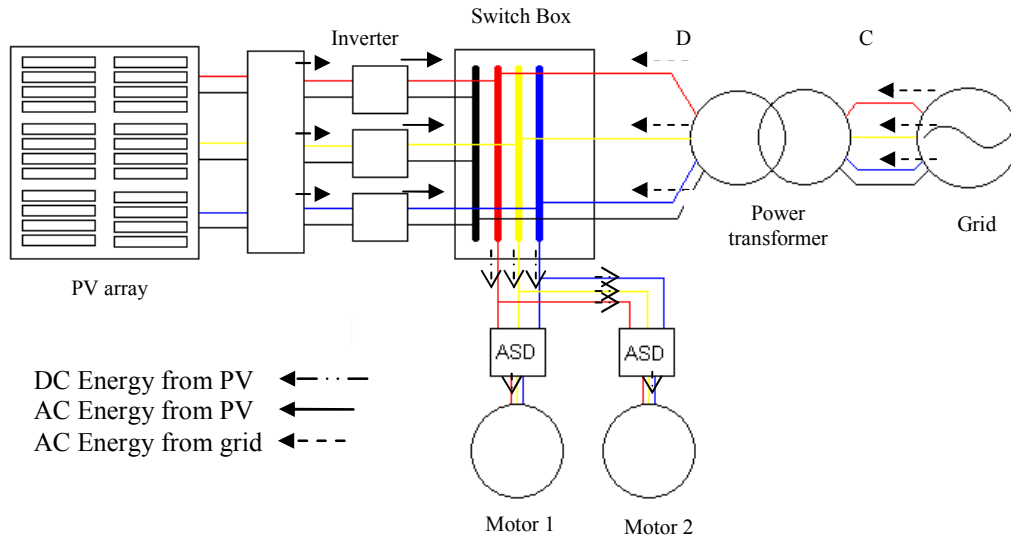 Switch Box
Inverter
D
C
Power
transformer
Grid
PV array
ASD
ASD
DC Energy from PV
AC Energy from PV
AC Energy from grid
Motor 1
Motor 2